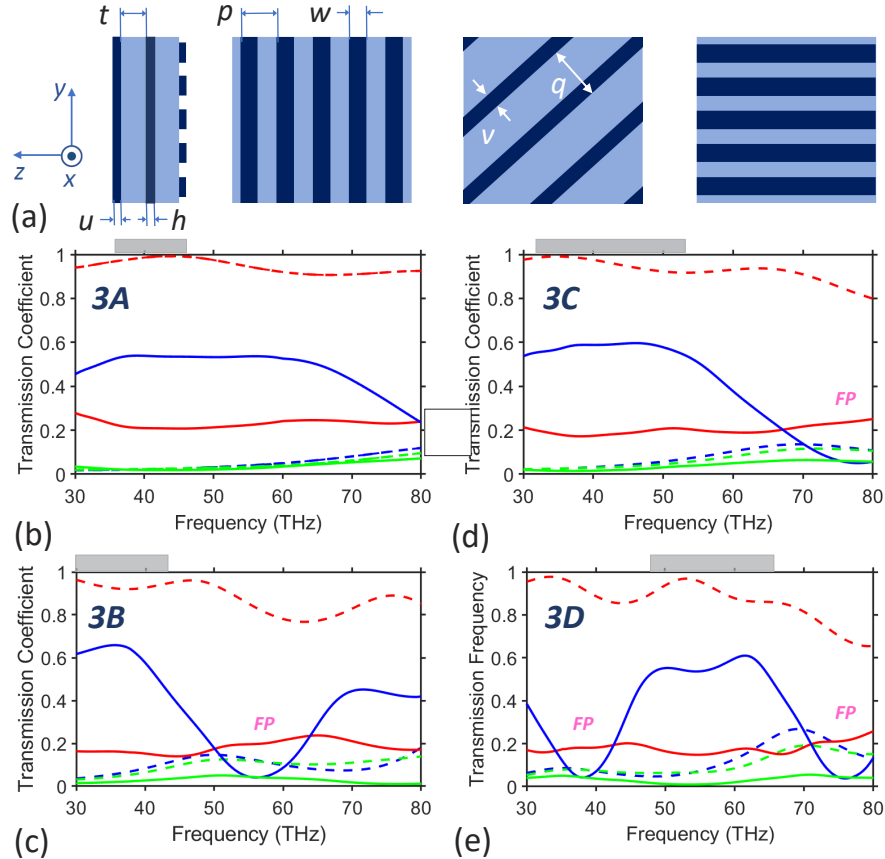 t p w
y
q
v
z
x
(a) u h
1 1
0.8 0.8
0.6 0.6
0.4 0.4
0.2 0.2
0 0
3A 3C
FP
Transmission Coefficient Transmission Coefficient
30 40 50 60 70 80 30 40 50 60 70 80
Frequency (THz) Frequency (THz)
(b) (d)
1 1
0.8 0.8
0.6 0.6
0.4 0.4
0.2 0.2
0 0
3B 3D
FP FP FP
Transmission Coefficient Transmission Frequency
30 40 50 60 70 80 30 40 50 60 70 80
Frequency (THz) Frequency (THz)
(c) (e)